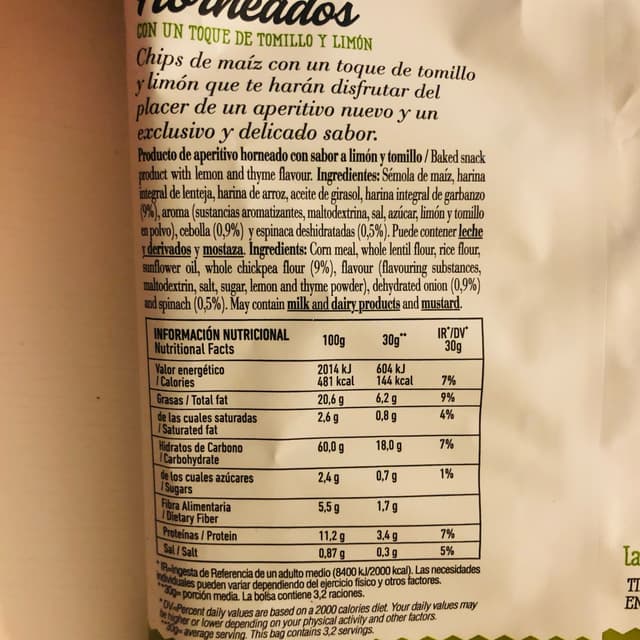 Horneados
CON UN TOQUE DE TOMILLO Y LIMÓN
Chips de maíz con un toque de tomillo
y limón que te harán disfrutar del
placer de un aperitivo nuevo y un
exclusivo y delicado sabor.
Producto de aperitivo horneado con sabor a limón y tomillo / Baked snack
product with lemon and thyme flavour. Ingredientes: Sémola de maíz, harina
integral de lenteja, harina de arroz, aceite de girasol, harina integral de garbanzo
(9%), aroma (sustancias aromatizantes, maltodextrina, sal, azúcar, limón y tomillo
en polvo), cebolla (0,9%) y espinaca deshidratadas (0,5%). Puede contener leche
y derivados y mostaza. Ingredients: Corn meal, whole lentil flour, rice flour,
sunflower oil, whole chickpea flour (9%), flavour (flavouring substances,
maltodextrin, salt, sugar, lemon and thyme powder), dehydrated onion (0,9%)
and spinach (0,5%). May contain milk and dairy products and mustard.
INFORMACIÓN NUTRICIONAL 100g 30g** IR*/DV*
Nutritional Facts 30g
Valor energético 2014 kJ 604 kJ
/ Calories 481 kcal 144 kcal 7%
Grasas / Total fat 20,6 g 6,2 g 9%
de las cuales saturadas 2,6 g 0,8 g 4%
/ Saturated fat
Hidratos de Carbono 60,0 g 18,0 g 7%
/ Carbohydrate
de los cuales azúcares 2,4 g 0,7 g 1%
/ Sugars
Fibra Alimentaria 5,5 g 1,7 g
/ Dietary Fiber
Proteínas / Protein 11,2 g 3,4 g 7%
Sal / Salt 0,87 g 0,3 g 5%
* IR=Ingesta de Referencia de un adulto medio (8400 kJ/2000 kcal). Las necesidades
individuales pueden variar dependiendo del ejercicio físico y otros factores.
**30g= porción media. La bolsa contiene 3,2 raciones.
* DV=Percent daily values are based on a 2000 calories diet. Your daily values may
be higher or lower depending on your physical activity and other factors.
**30g= average serving. This bag contains 3,2 servings.
La
TI
EN